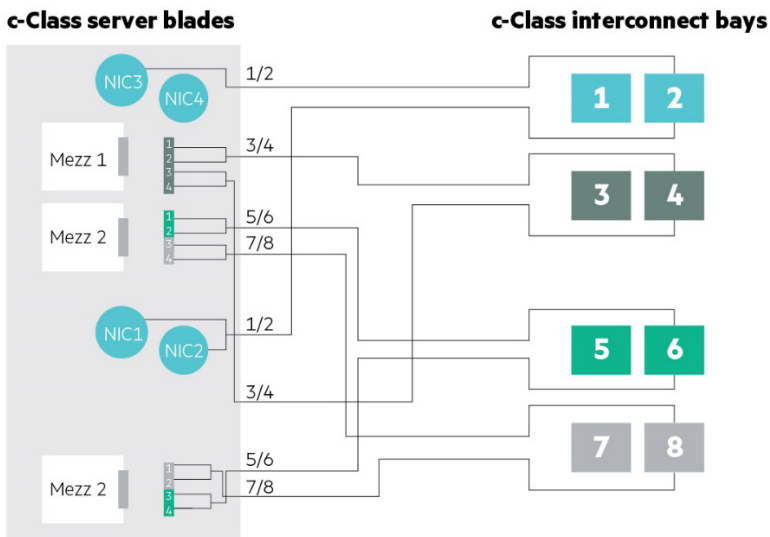 c-Class server blades
c-Class interconnect bays
NIC3
NIC4
1/2
1 2
Mezz 1
1
2
3
4
3/4
3 4
Mezz 2
1
2
3
4
5/6
7/8
NIC1
NIC2
1/2
5 6
3/4
7 8
Mezz 2
1
2
3
4
5/6
7/8